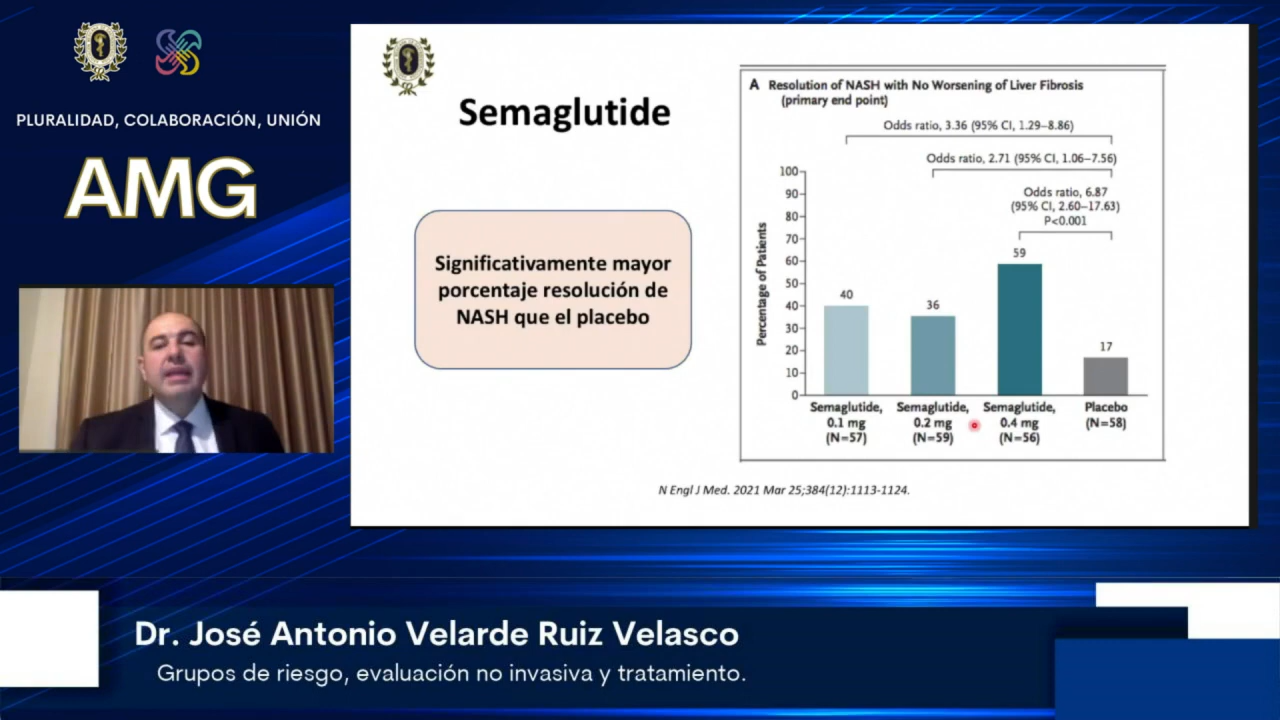 PLURALIDAD, COLABORACIÓN, UNIÓN
AMG
Semaglutide
Significativamente mayor
porcentaje resolución de
NASH que el placebo
A Resolution of NASH with No Worsening of Liver Fibrosis
(primary end point)
Odds ratio, 3.36 (95% CI, 1.29–8.86)
Odds ratio, 2.71 (95% CI, 1.06–7.56)
Odds ratio, 6.87
(95% CI, 2.60–17.63)
P<0.001
Percentage of Patients
100
90
80
70
60
50
40
30
20
10
0
40
36
59
17
Semaglutide,
0.1 mg
(N=57)
Semaglutide,
0.2 mg
(N=59)
Semaglutide,
0.4 mg
(N=56)
Placebo
(N=58)
N Engl J Med. 2021 Mar 25;384(12):1113-1124.
Dr. José Antonio Velarde Ruiz Velasco
Grupos de riesgo, evaluación no invasiva y tratamiento.